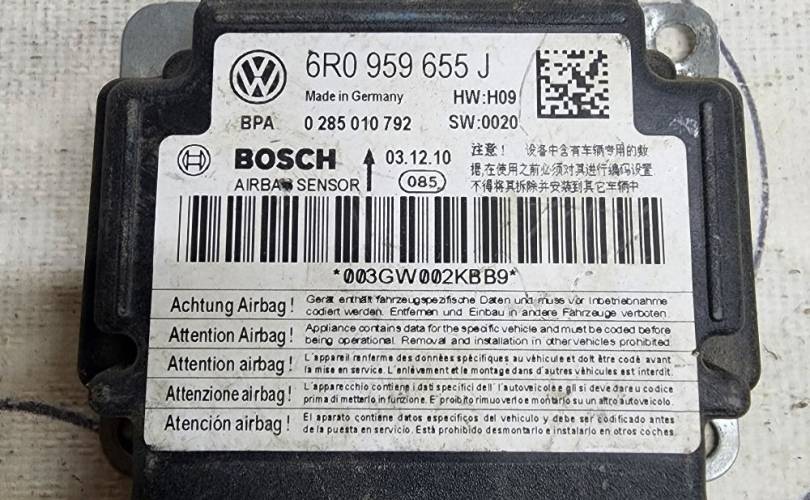 6R0 959 655 J
Made in Germany HW:H09
BPA 0 285 010 792 SW:0020
BOSCH 03.12.10
AIRBAG SENSOR 085
注意！ 设备中含有车辆专用的数
据,在使用之前必须对其进行编码设置.
不得将其拆除并安装到其它车辆中
*003GW002KBB9*
Achtung Airbag! Gerät enthält fahrzeugspezifische Daten und muss vor Inbetriebnahme
codiert werden. Entfernen und Einbau in andere Fahrzeuge verboten.
Attention Airbag! Appliance contains data for the specific vehicle and must be coded before
being operational. Removal and installation in other vehicles prohibited.
Attention airbag! L'appareil renferme des données spécifiques au véhicule et doit être codé avant
la mise en service. L'enlèvement et le montage dans d'autres véhicules est interdit.
Attenzione airbag! L'apparecchio contiene i dati specifici dell'autoveicolo e gli si deve dare u codice
prima di metterlo in funzione. E' proibito rimuoverlo e montarlo su un altro autoveicolo.
Atención airbag! El aparato contiene datos específicos del vehículo y debe ser codificado antes
de la puesta en servicio. Está prohibido desmontarlo e instalarlo en otros coches.